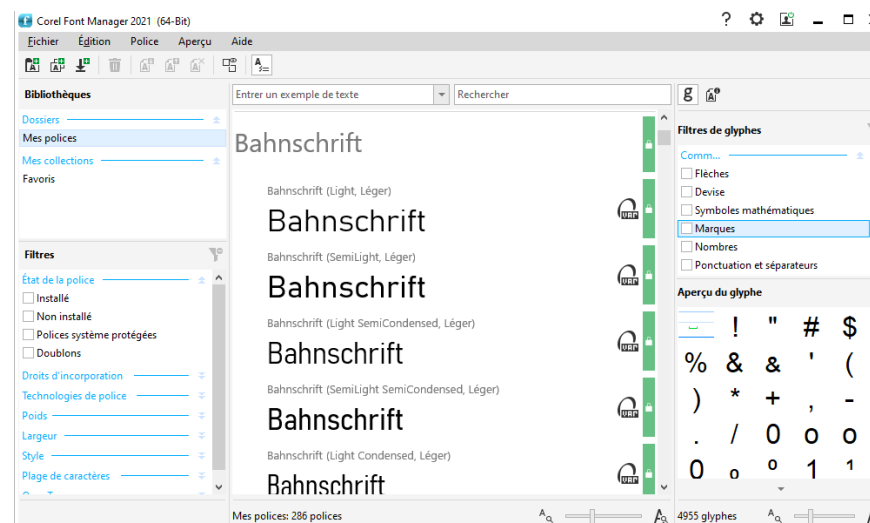 Corel Font Manager 2021 (64-Bit)
Fichier Édition Police Aperçu Aide
Bibliothèques
Dossiers
Mes polices
Mes collections
Favoris
Filtres
État de la police
Installé
Non installé
Polices système protégées
Doublons
Droits d'incorporation
Technologies de police
Poids
Largeur
Style
Plage de caractères
Entrer un exemple de texte
Rechercher
Bahnschrift
Bahnschrift (Light, Léger)
Bahnschrift
VAR
Bahnschrift (SemiLight, Léger)
Bahnschrift
VAR
Bahnschrift (Light SemiCondensed, Léger)
Bahnschrift
VAR
Bahnschrift (SemiLight SemiCondensed, Léger)
Bahnschrift
VAR
Bahnschrift (Light Condensed, Léger)
Bahnschrift
VAR
Mes polices: 286 polices
Filtres de glyphes
Comm...
Flèches
Devise
Symboles mathématiques
Marques
Nombres
Ponctuation et séparateurs
Aperçu du glyphe
! " # $
% & & ' (
) * + , -
. / 0 o o
0 o o 1 1
4955 glyphes